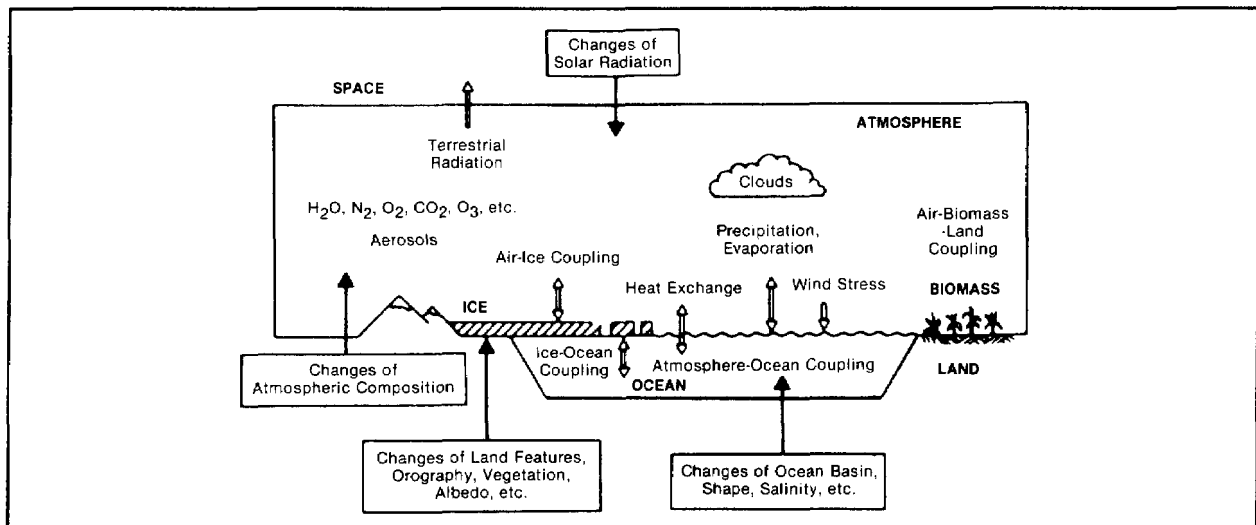 Changes of
Solar Radiation
SPACE
ATMOSPHERE
Terrestrial
Radiation
Clouds
H₂O, N₂, O₂, CO₂, O₃, etc.
Aerosols
Precipitation,
Evaporation
Air-Biomass
-Land
Coupling
Air-Ice Coupling
Heat Exchange
Wind Stress
BIOMASS
ICE
Ice-Ocean
Coupling
Atmosphere-Ocean Coupling
OCEAN
LAND
Changes of
Atmospheric Composition
Changes of Land Features,
Orography, Vegetation,
Albedo, etc.
Changes of Ocean Basin,
Shape, Salinity, etc.